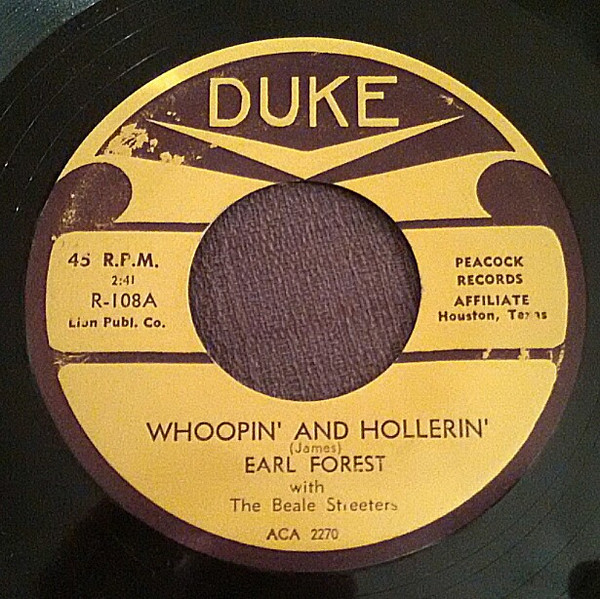 DUKE
45 R.P.M.
2:41
R-108A
Lion Publ. Co.
PEACOCK
RECORDS
AFFILIATE
Houston, Texas
WHOOPIN' AND HOLLERIN'
(James)
EARL FOREST
with
The Beale Streeters
ACA 2270